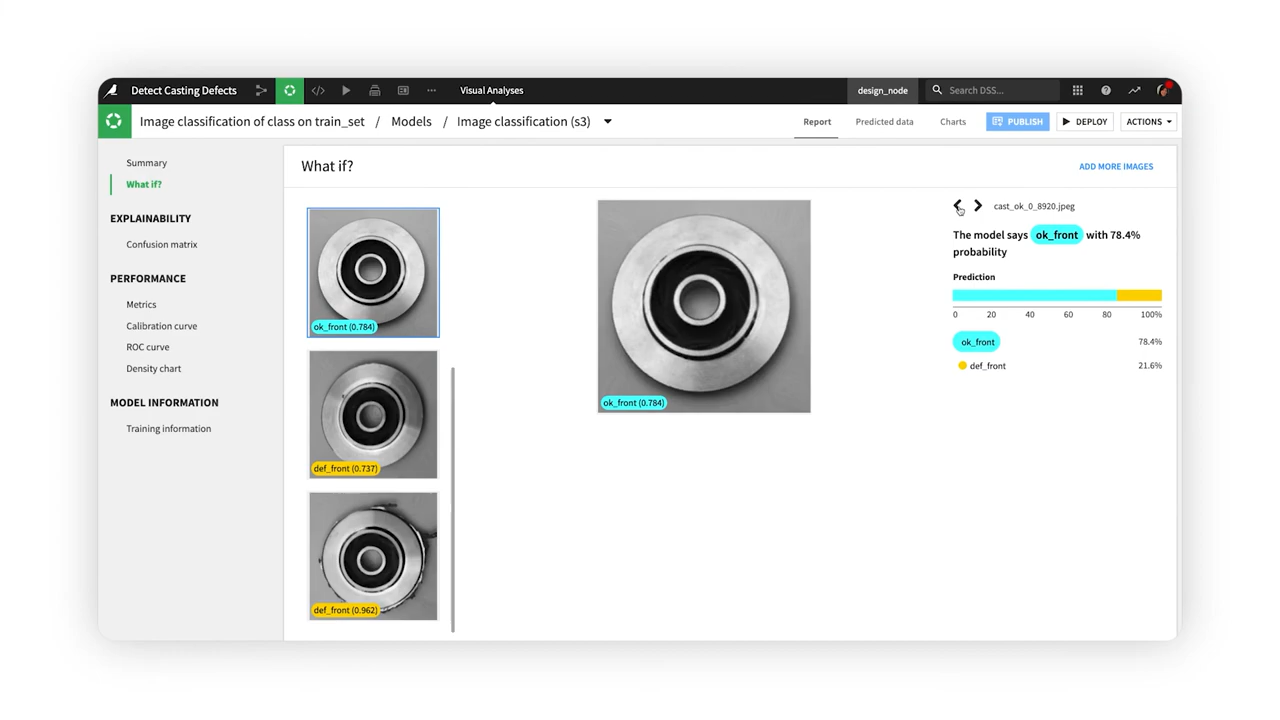 Detect Casting Defects
Visual Analyses
design_node
Search DSS...
Image classification of class on train_set / Models / Image classification (s3)
Report
Predicted data
Charts
PUBLISH
DEPLOY
ACTIONS
Summary
What if?
EXPLAINABILITY
Confusion matrix
PERFORMANCE
Metrics
Calibration curve
ROC curve
Density chart
MODEL INFORMATION
Training information
What if?
ADD MORE IMAGES
ok_front (0.784)
def_front (0.737)
def_front (0.962)
ok_front (0.784)
cast_ok_0_8920.jpeg
The model says ok_front with 78.4%
probability
Prediction
0 20 40 60 80 100%
ok_front 78.4%
def_front 21.6%